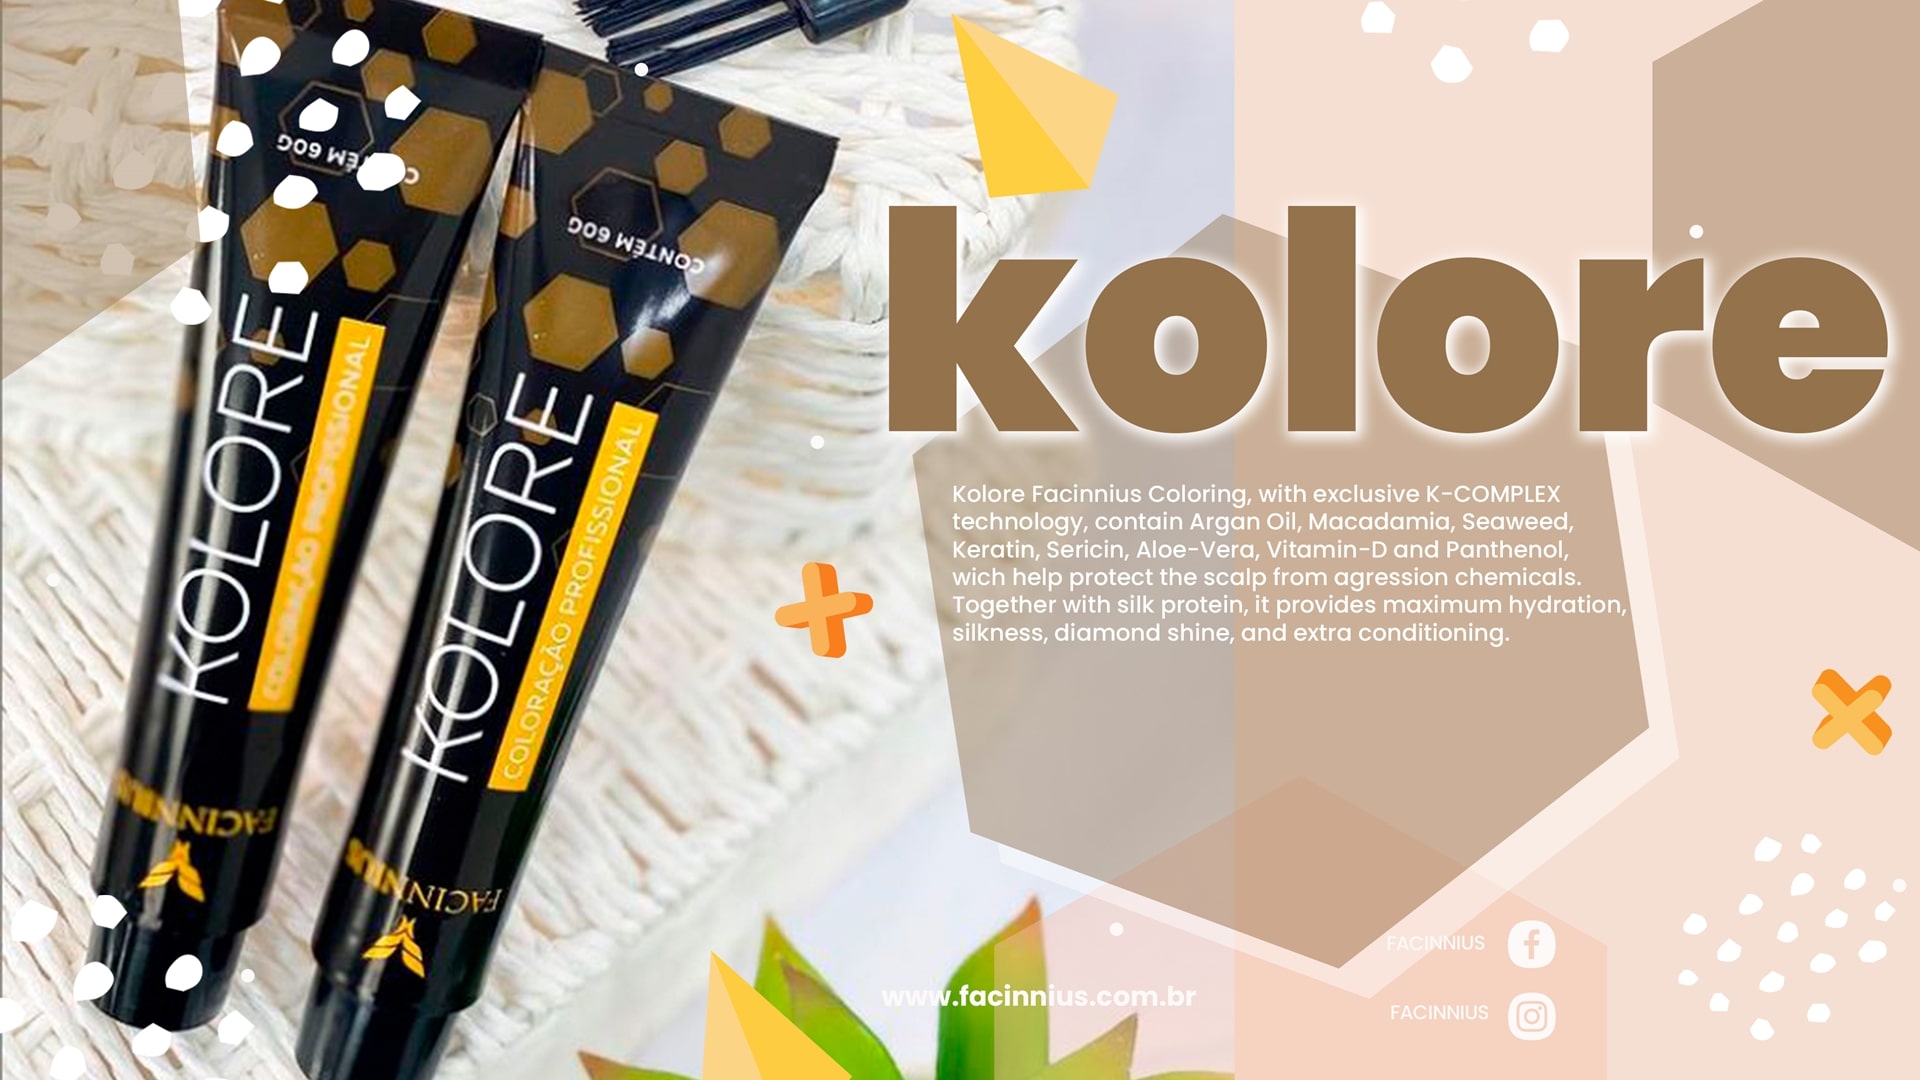 CONTÉM 60G
KOLORE
COLORAÇÃO PROFISSIONAL
FACINNIUS
CONTÉM 60G
KOLORE
COLORAÇÃO PROFISSIONAL
FACINNIUS
kolore
Kolore Facinnius Coloring, with exclusive K-COMPLEX
technology, contain Argan Oil, Macadamia, Seaweed,
Keratin, Sericin, Aloe-Vera, Vitamin-D and Panthenol,
wich help protect the scalp from agression chemicals.
Together with silk protein, it provides maximum hydration,
silkness, diamond shine, and extra conditioning.
FACINNIUS
FACINNIUS
www.facinnius.com.br